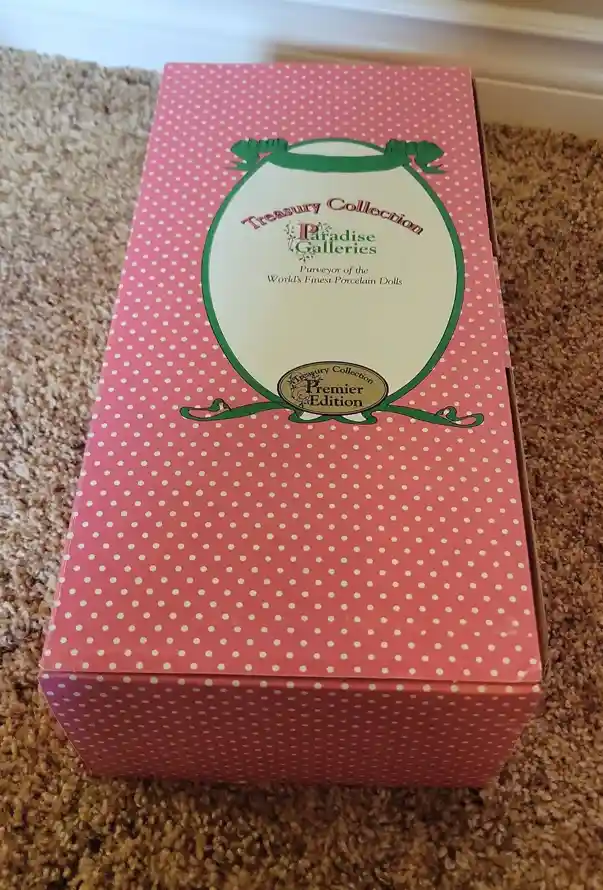 Treasury Collection
Paradise
Galleries
Purveyor of the
World's Finest Porcelain Dolls
Treasury Collection
Premier
Edition